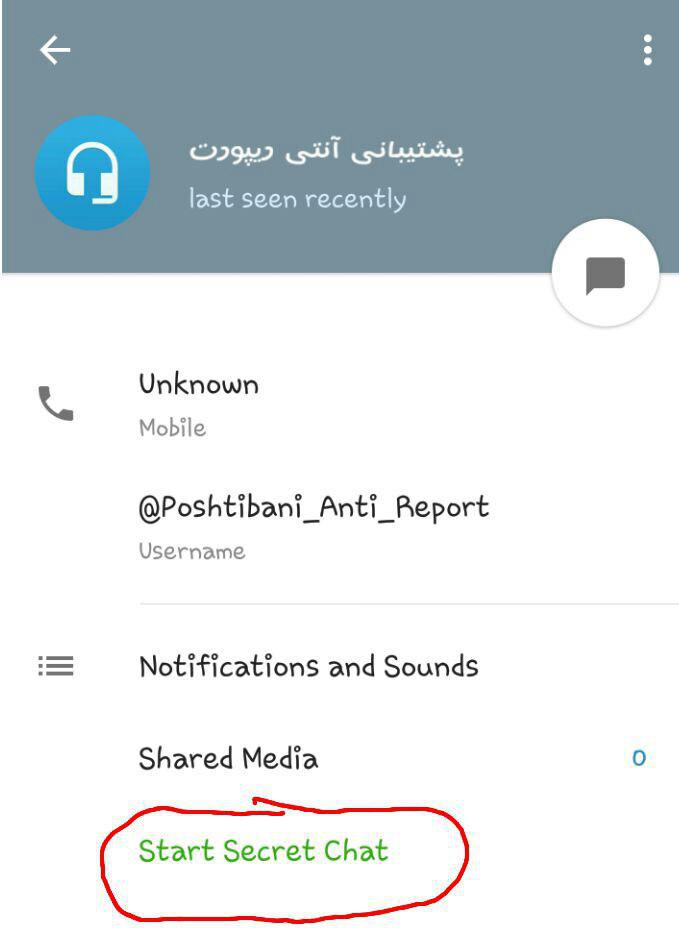 پشتیبانی آنتی ریپورت
last seen recently
Unknown
Mobile
@Poshtibani_Anti_Report
Username
Notifications and Sounds
Shared Media 0
Start Secret Chat